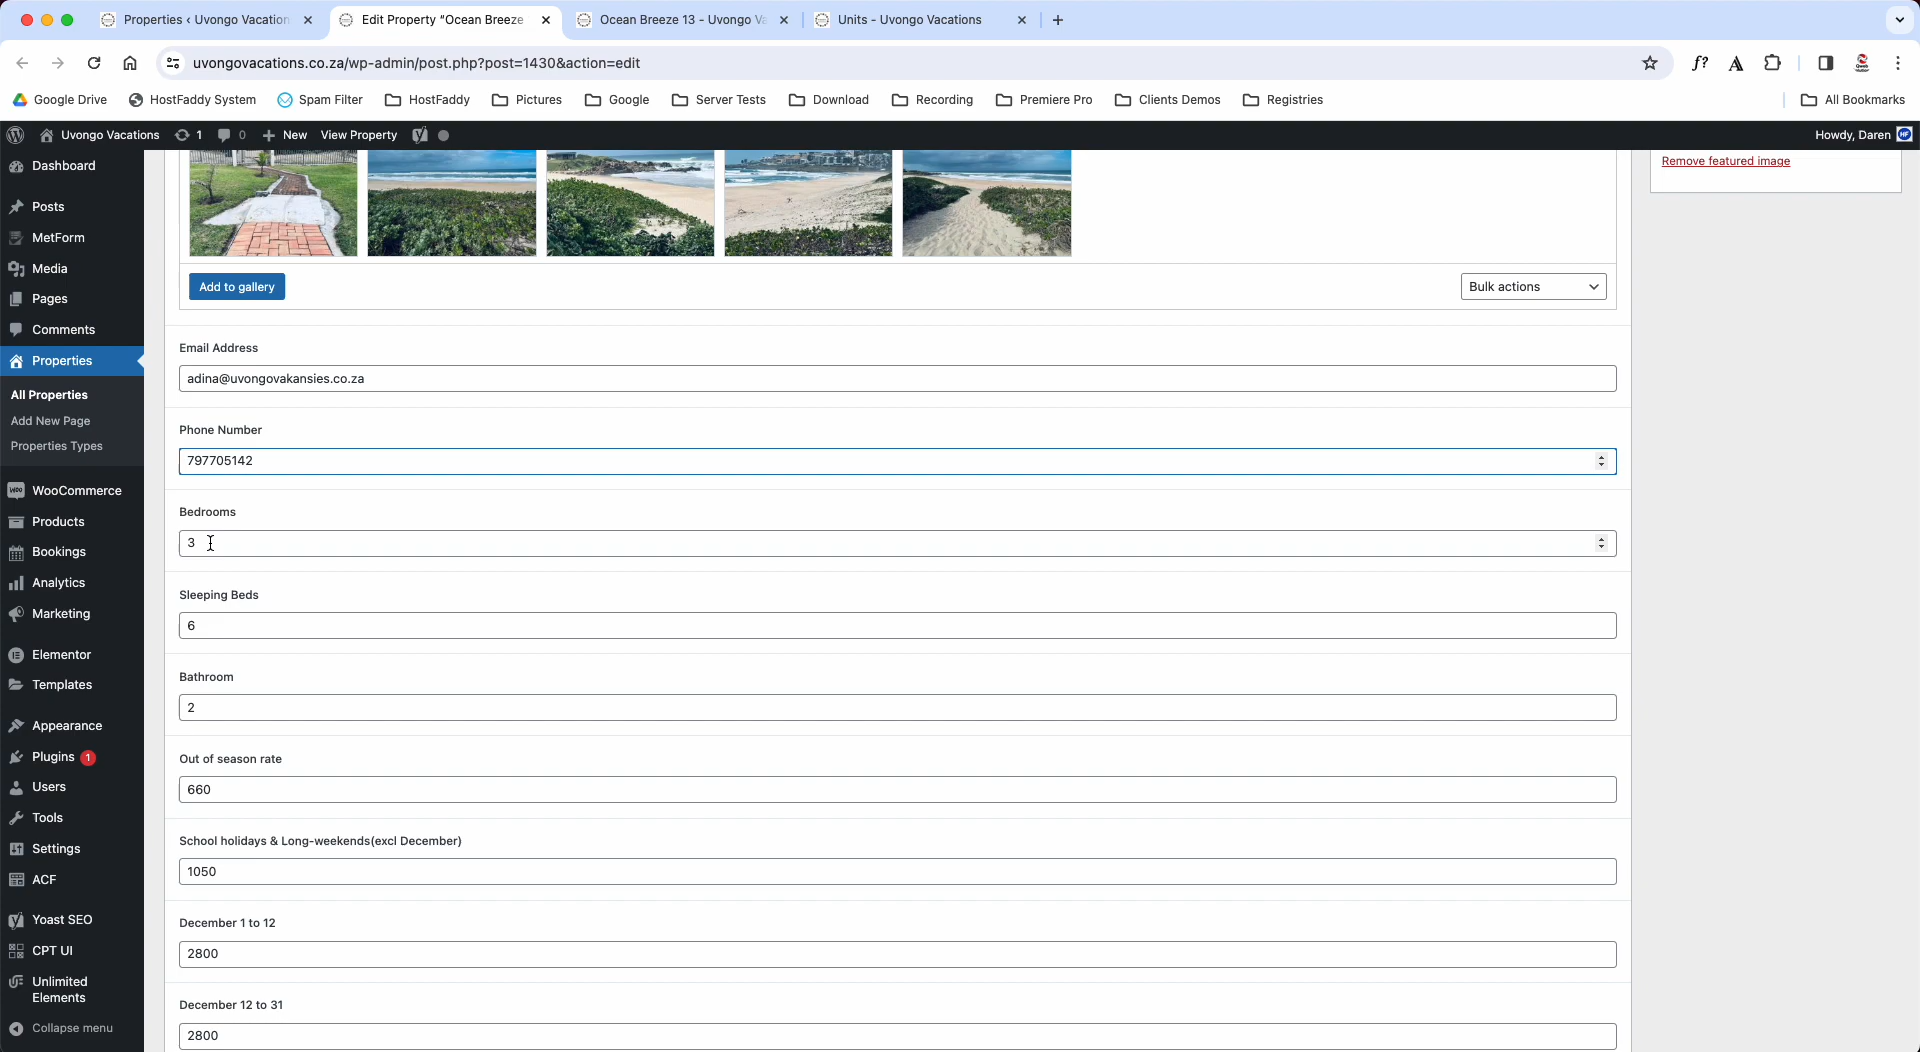 Properties ‹ Uvongo Vacation
Edit Property "Ocean Breeze
Ocean Breeze 13 - Uvongo Va
Units - Uvongo Vacations
uvongovacations.co.za/wp-admin/post.php?post=1430&action=edit
f?
A
Google Drive
HostFaddy System
Spam Filter
HostFaddy
Pictures
Google
Server Tests
Download
Recording
Premiere Pro
Clients Demos
Registries
All Bookmarks
Uvongo Vacations
1
0
New
View Property
Howdy, Daren
HF
Dashboard
Posts
MetForm
Media
Pages
Comments
Properties
All Properties
Add New Page
Properties Types
WooCommerce
Products
Bookings
Analytics
Marketing
Elementor
Templates
Appearance
Plugins 1
Users
Tools
Settings
ACF
Yoast SEO
CPT UI
Unlimited
Elements
Collapse menu
Remove featured image
Add to gallery
Bulk actions
Email Address
adina@uvongovakansies.co.za
Phone Number
797705142
Bedrooms
3
Sleeping Beds
6
Bathroom
2
Out of season rate
660
School holidays & Long-weekends(excl December)
1050
December 1 to 12
2800
December 12 to 31
2800